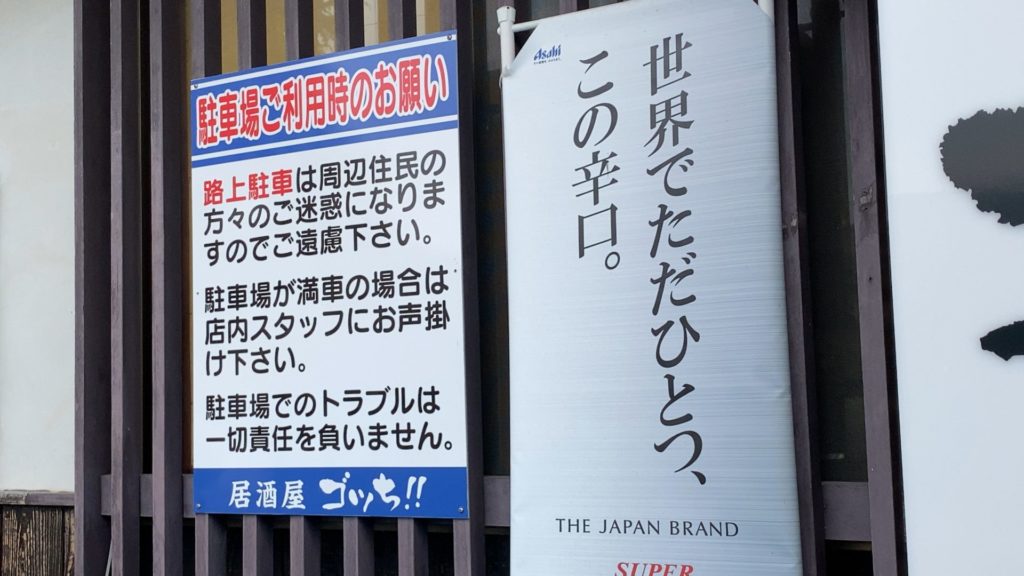 駐車場ご利用時のお願い
路上駐車は周辺住民の
方々のご迷惑になりま
すのでご遠慮下さい。
駐車場が満車の場合は
店内スタッフにお声掛
け下さい。
駐車場でのトラブルは
一切責任を負いません。
居酒屋 ゴッち!!
Asahi
世界でただひとつ、
この辛口。
THE JAPAN BRAND
SUPER